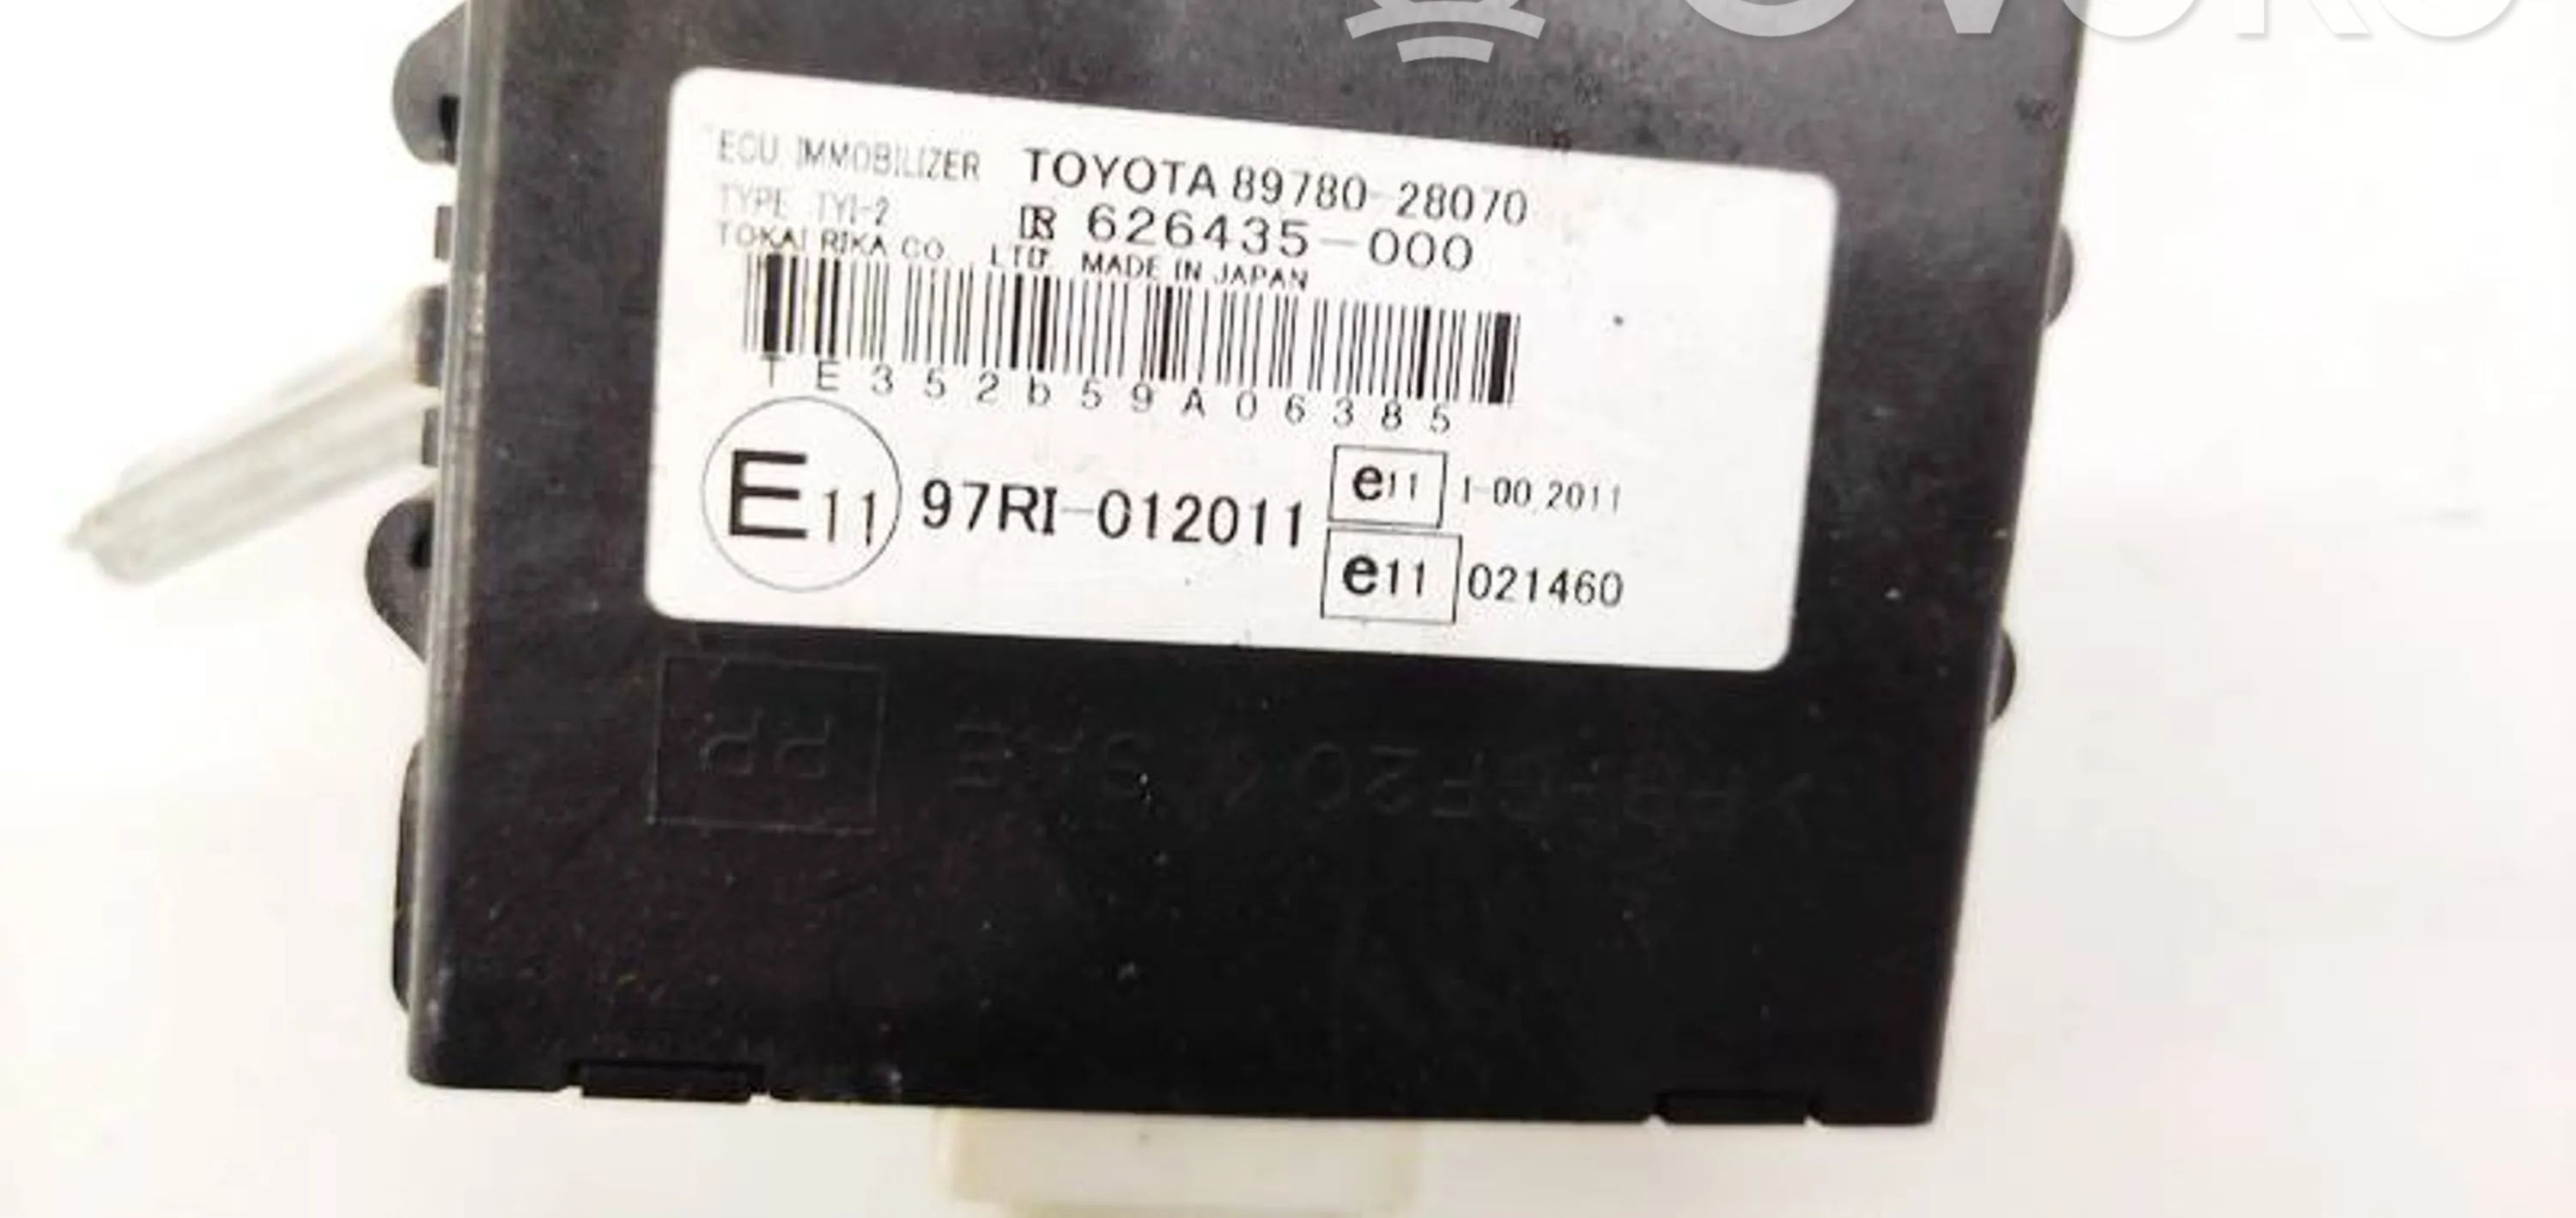 ECU IMMOBILIZER TOYOTA 89780-28070
TYPE TYI-2 626435-000
TOKAI RIKA CO., LTD. MADE IN JAPAN
TE352b59A06385
E11 97RI-012011
e11 1-00,2011
e11 021460
PP